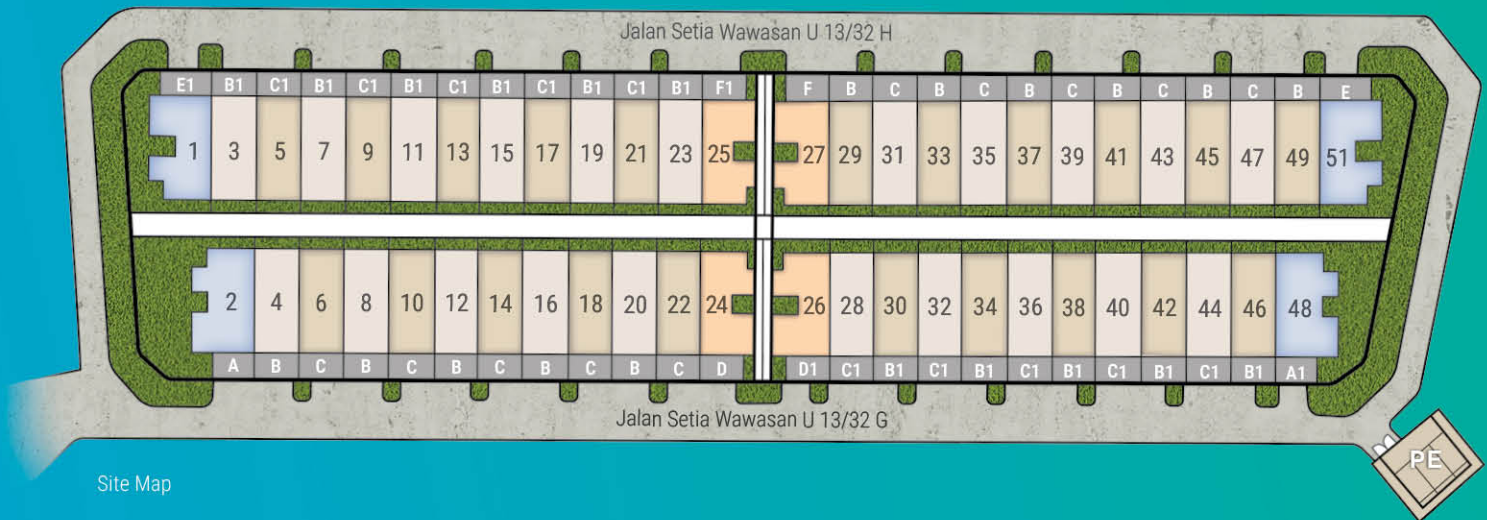 Jalan Setia Wawasan U 13/32 H
E1 B1 C1 B1 C1 B1 C1 B1 C1 B1 C1 B1 F1 F B C B C B C B C B C B E
1 3 5 7 9 11 13 15 17 19 21 23 25 27 29 31 33 35 37 39 41 43 45 47 49 51
2 4 6 8 10 12 14 16 18 20 22 24 26 28 30 32 34 36 38 40 42 44 46 48
A B C B C B C B C B C D D1 C1 B1 C1 B1 C1 B1 C1 B1 C1 B1 A1
Jalan Setia Wawasan U 13/32 G
PE
Site Map